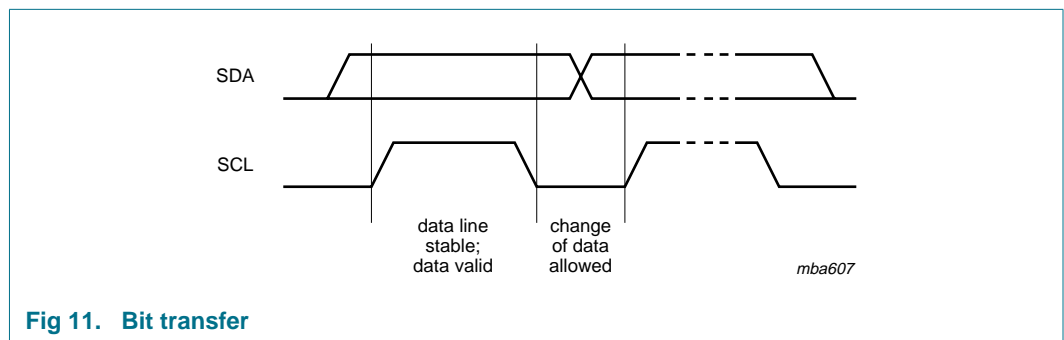 SDA
SCL
data line
stable;
data valid
change
of data
allowed
mba607
Fig 11. Bit transfer